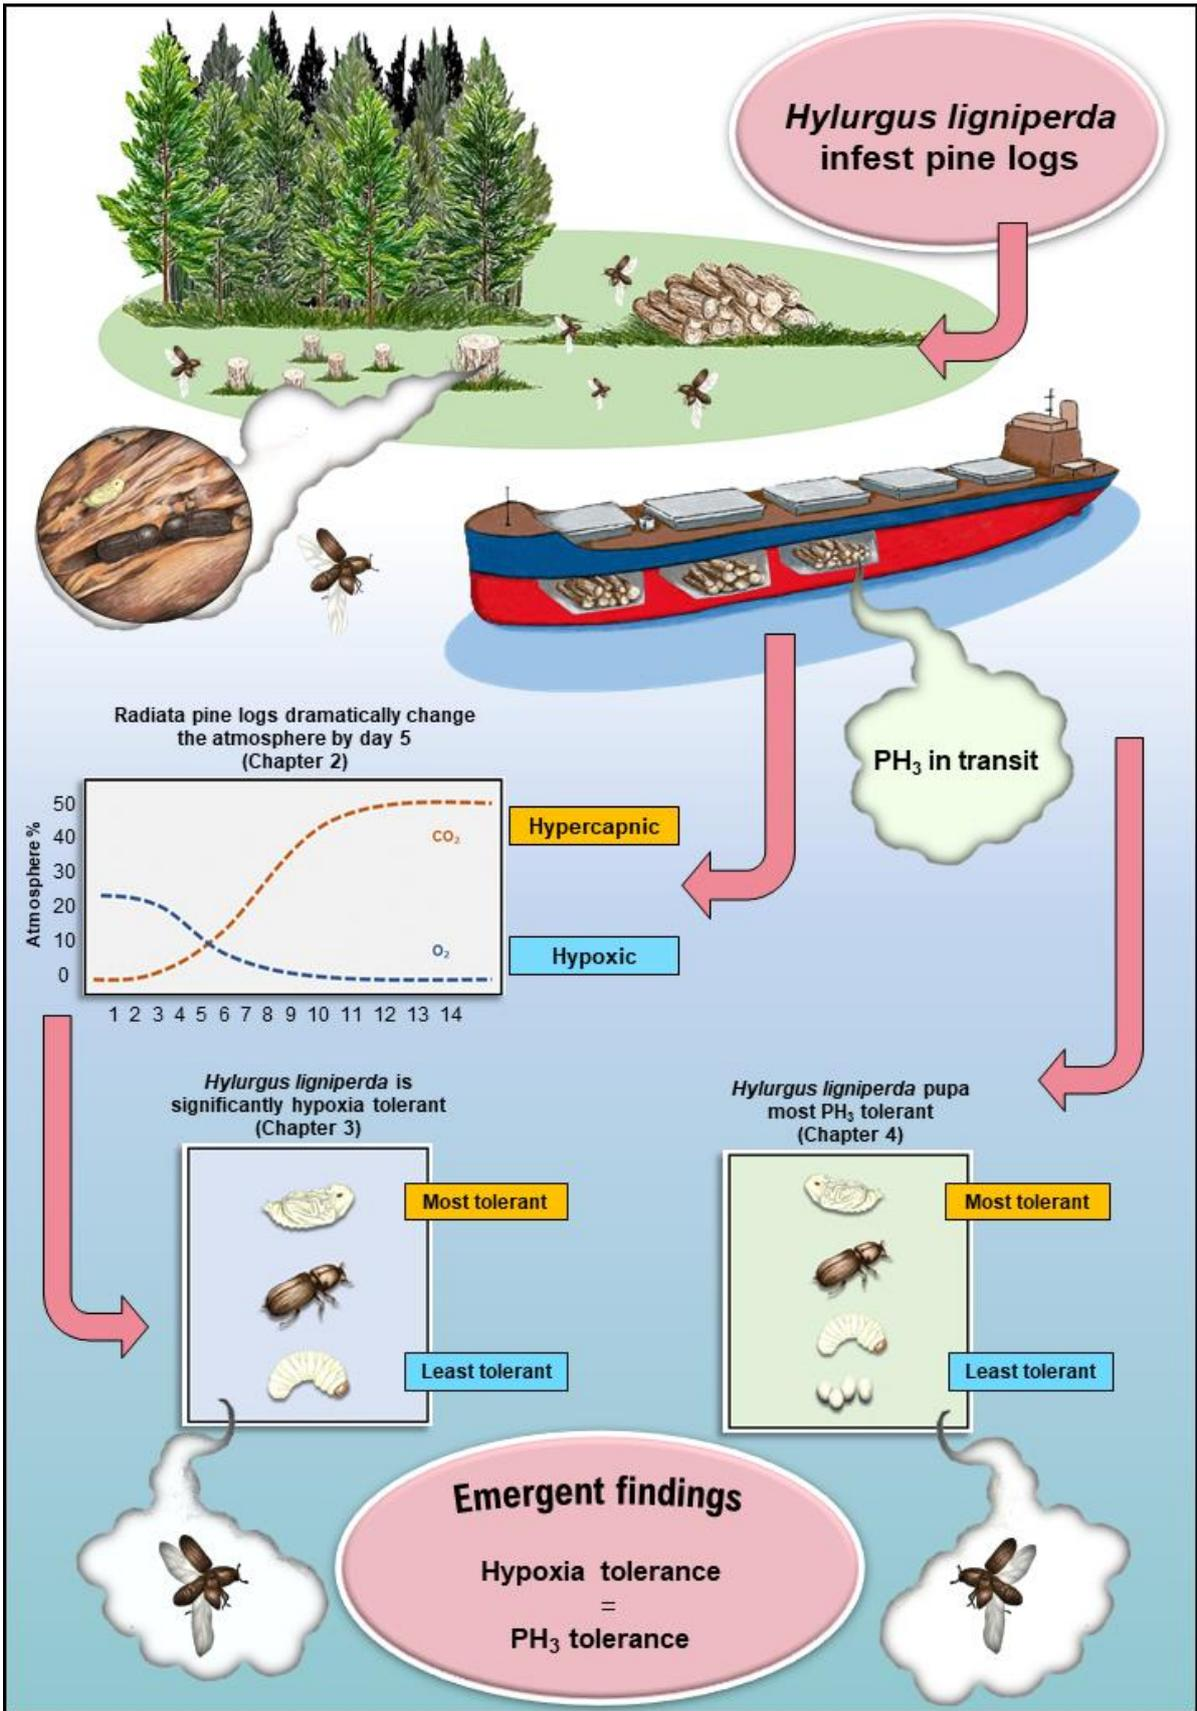 Hylurgus ligniperda
infest pine logs
PH₃ in transit
Radiata pine logs dramatically change
the atmosphere by day 5
(Chapter 2)
Atmosphere %
50
40
30
20
10
0
CO₂
O₂
Hypercapnic
Hypoxic
1 2 3 4 5 6 7 8 9 10 11 12 13 14
Hylurgus ligniperda is
significantly hypoxia tolerant
(Chapter 3)
Most tolerant
Least tolerant
Hylurgus ligniperda pupa
most PH₃ tolerant
(Chapter 4)
Most tolerant
Least tolerant
Emergent findings
Hypoxia tolerance
=
PH₃ tolerance